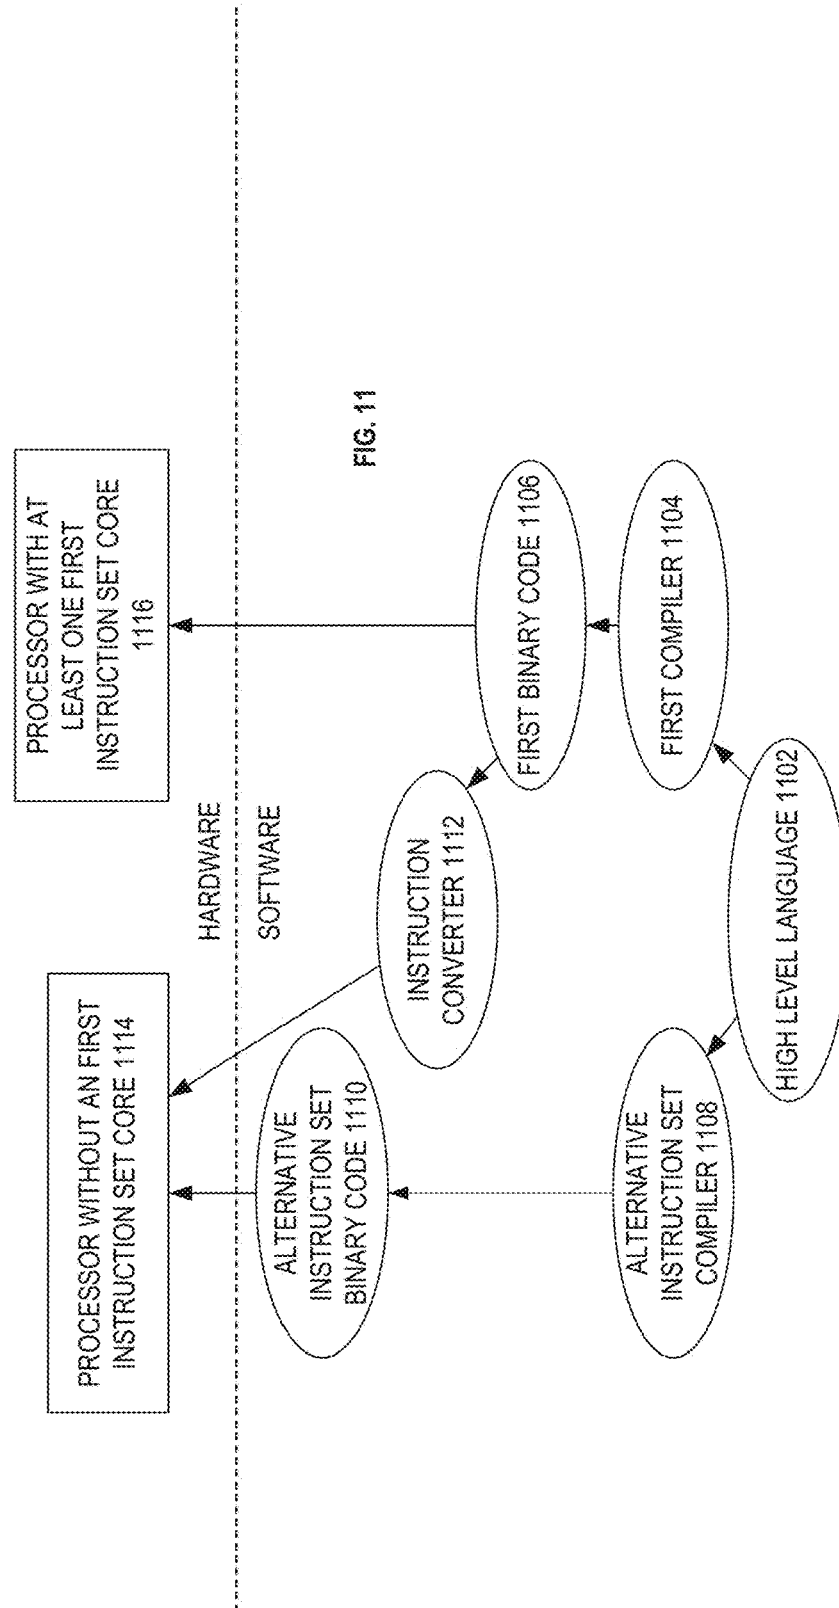 PROCESSOR WITHOUT AN FIRST
INSTRUCTION SET CORE 1114
PROCESSOR WITH AT
LEAST ONE FIRST
INSTRUCTION SET CORE
1116
HARDWARE
SOFTWARE
ALTERNATIVE
INSTRUCTION SET
BINARY CODE 1110
INSTRUCTION
CONVERTER 1112
FIG. 11
FIRST BINARY CODE 1106
ALTERNATIVE
INSTRUCTION SET
COMPILER 1108
FIRST COMPILER 1104
HIGH LEVEL LANGUAGE 1102